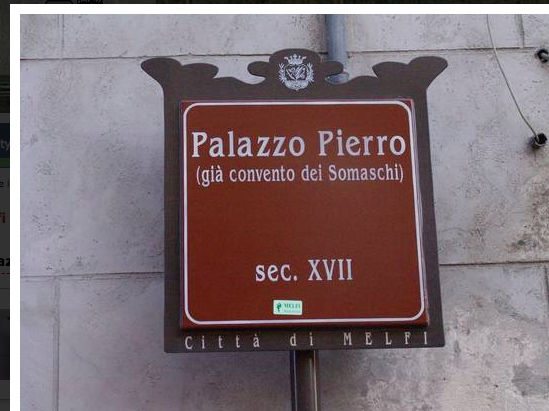 Palazzo Pierro
(già convento dei Somaschi)
sec. XVII
MELFI
Città di MELFI